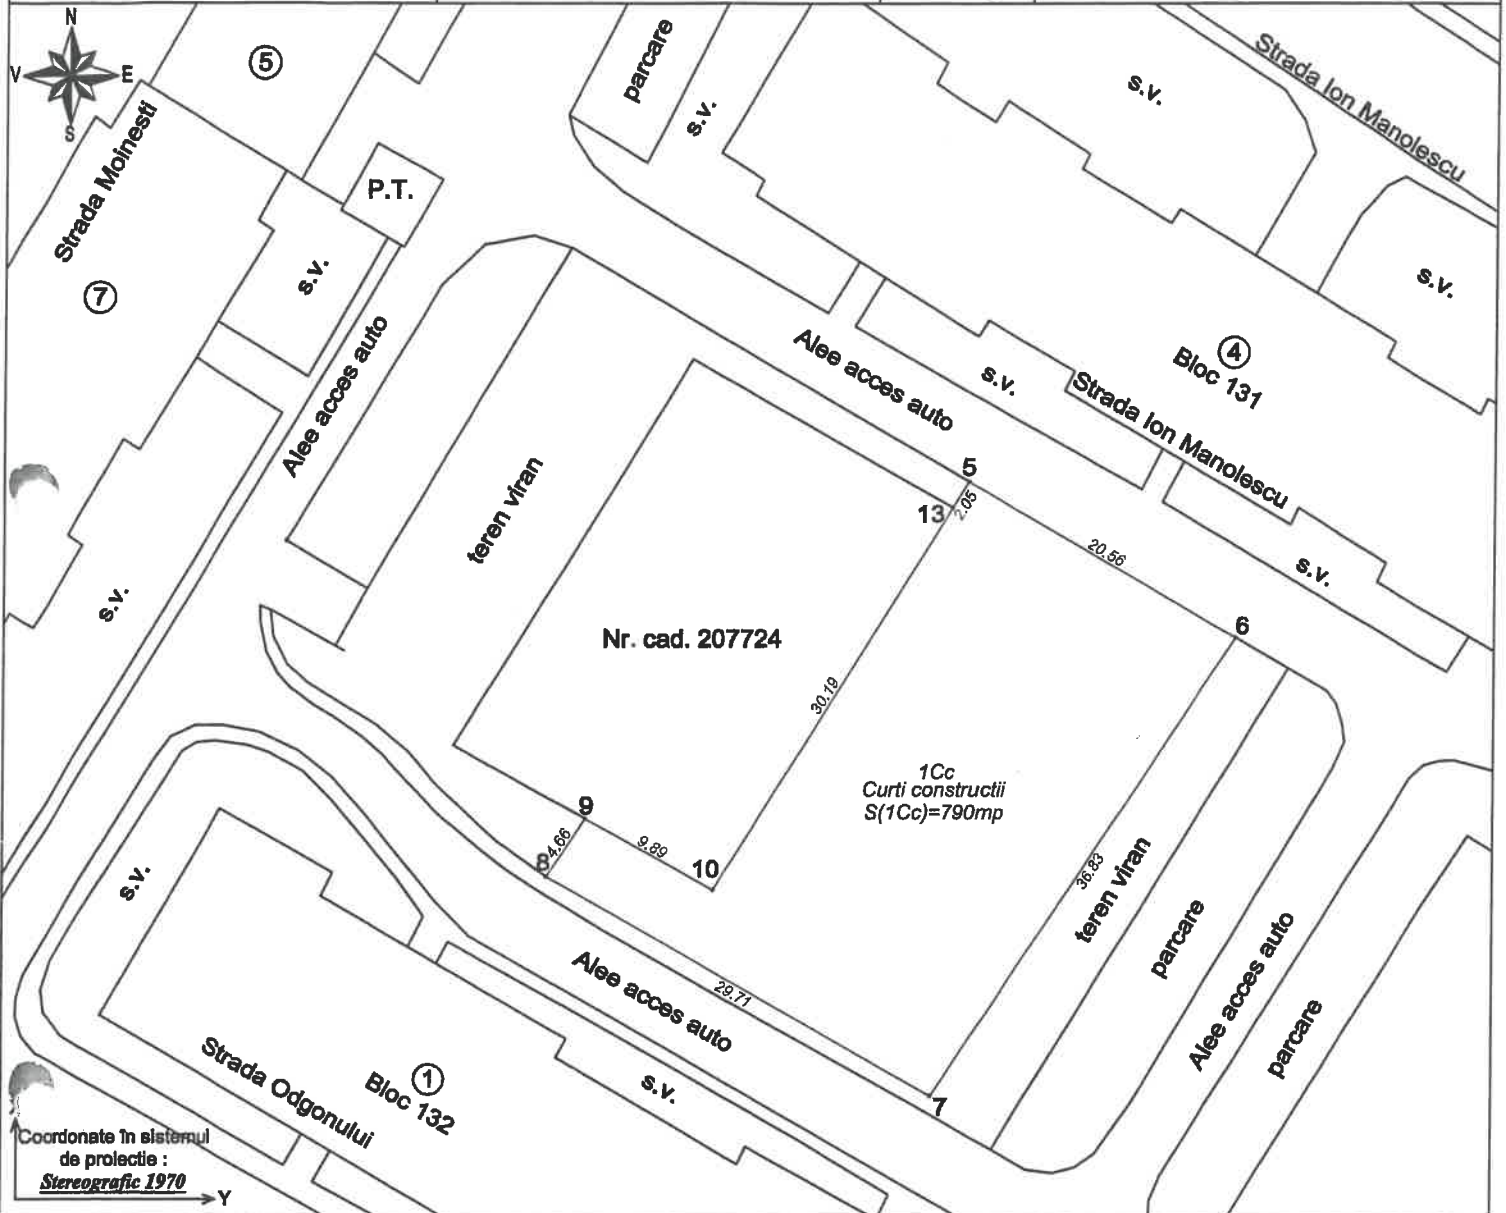 N
V
E
S
5
parcare
s.v.
s.v.
Strada Ion Manolescu
Strada Moinesti
P.T.
s.v.
7
s.v.
Alee acces auto
Alee acces auto
s.v.
4
Bloc 131
Strada Ion Manolescu
teren viran
5
13
2.05
20.56
s.v.
s.v.
6
Nr. cad. 207724
30.19
1Cc
Curti constructii
S(1Cc)=790mp
9
4.66
8
9.89
10
36.83
teren viran
parcare
Alee acces auto
parcare
s.v.
Alee acces auto
29.71
7
Strada Odgonului
1
Bloc 132
s.v.
Coordonate în sistemul
de proiectie :
Stereografic 1970
Y